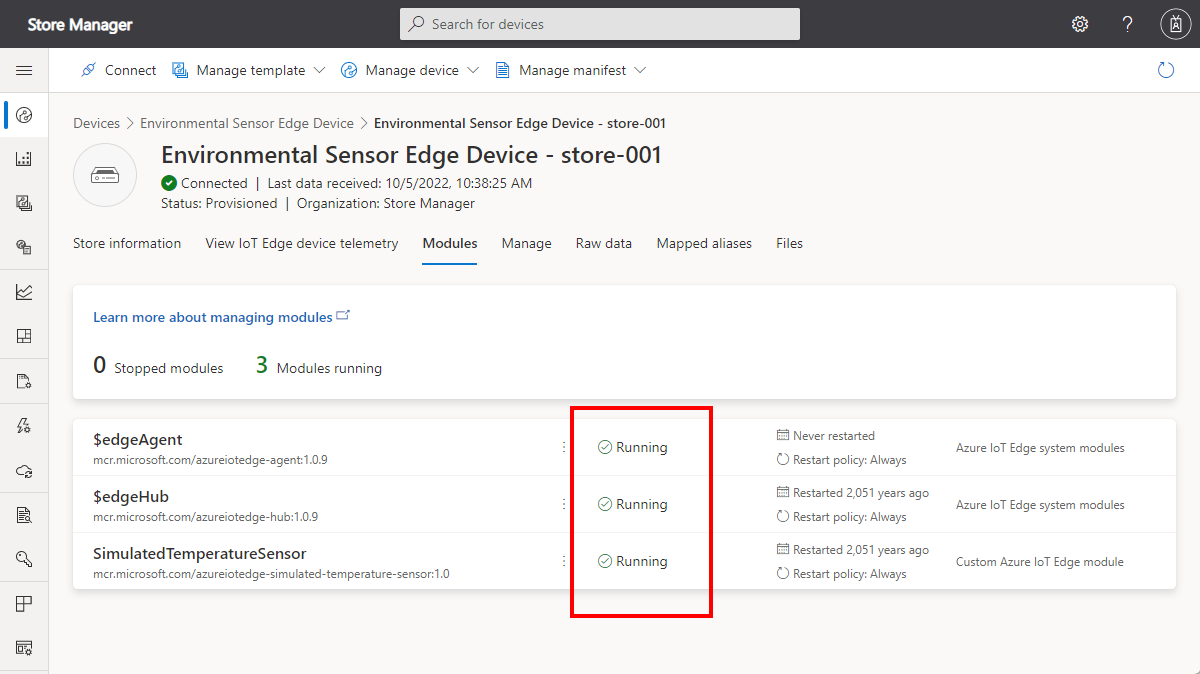 Store Manager
Search for devices
?
Connect Manage template Manage device Manage manifest
Devices > Environmental Sensor Edge Device > Environmental Sensor Edge Device - store-001
Environmental Sensor Edge Device - store-001
Connected | Last data received: 10/5/2022, 10:38:25 AM
Status: Provisioned | Organization: Store Manager
Store information View IoT Edge device telemetry Modules Manage Raw data Mapped aliases Files
Learn more about managing modules
0 Stopped modules 3 Modules running
$edgeAgent
mcr.microsoft.com/azureiotedge-agent:1.0.9
Running
Never restarted
Restart policy: Always
Azure IoT Edge system modules
$edgeHub
mcr.microsoft.com/azureiotedge-hub:1.0.9
Running
Restarted 2,051 years ago
Restart policy: Always
Azure IoT Edge system modules
SimulatedTemperatureSensor
mcr.microsoft.com/azureiotedge-simulated-temperature-sensor:1.0
Running
Restarted 2,051 years ago
Restart policy: Always
Custom Azure IoT Edge module